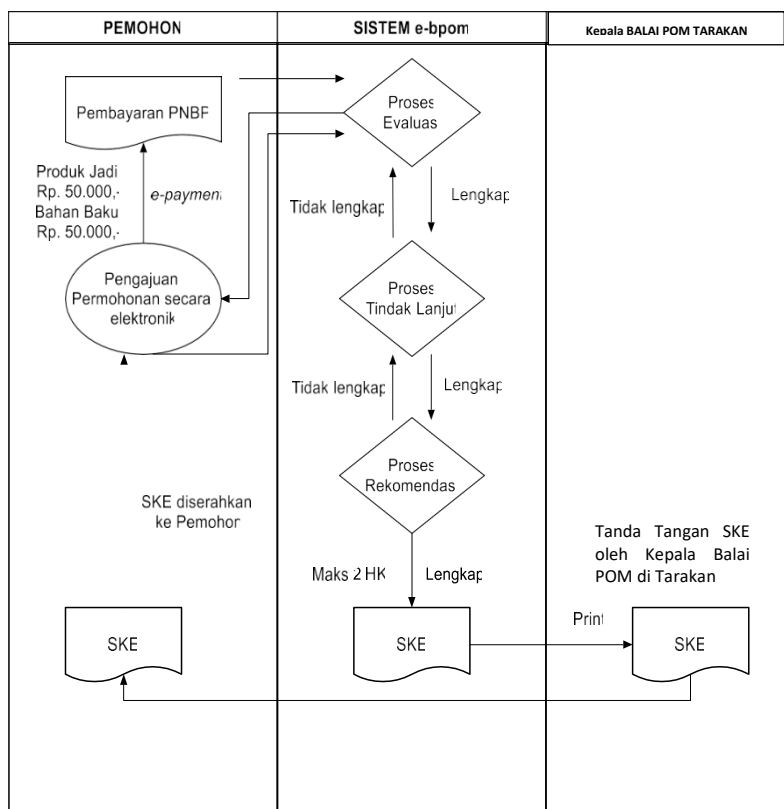 PEMOHON
SISTEM e-bpom
Kepala BALAI POM TARAKAN
Pembayaran PNBF
Proses
Evaluas
Produk Jadi
Rp. 50.000,-
Bahan Baku
Rp. 50.000,-
e-payment
Tidak lengkap
Lengkap
Pengajuan
Permohonan secara
elektronik
Proses
Tindak Lanjut
Tidak lengkap
Lengkap
Proses
Rekomendas
SKE diserahkan
ke Pemohon
Tanda Tangan SKE
oleh Kepala Balai
POM di Tarakan
Maks 2 HK
Lengkap
SKE
SKE
Print
SKE